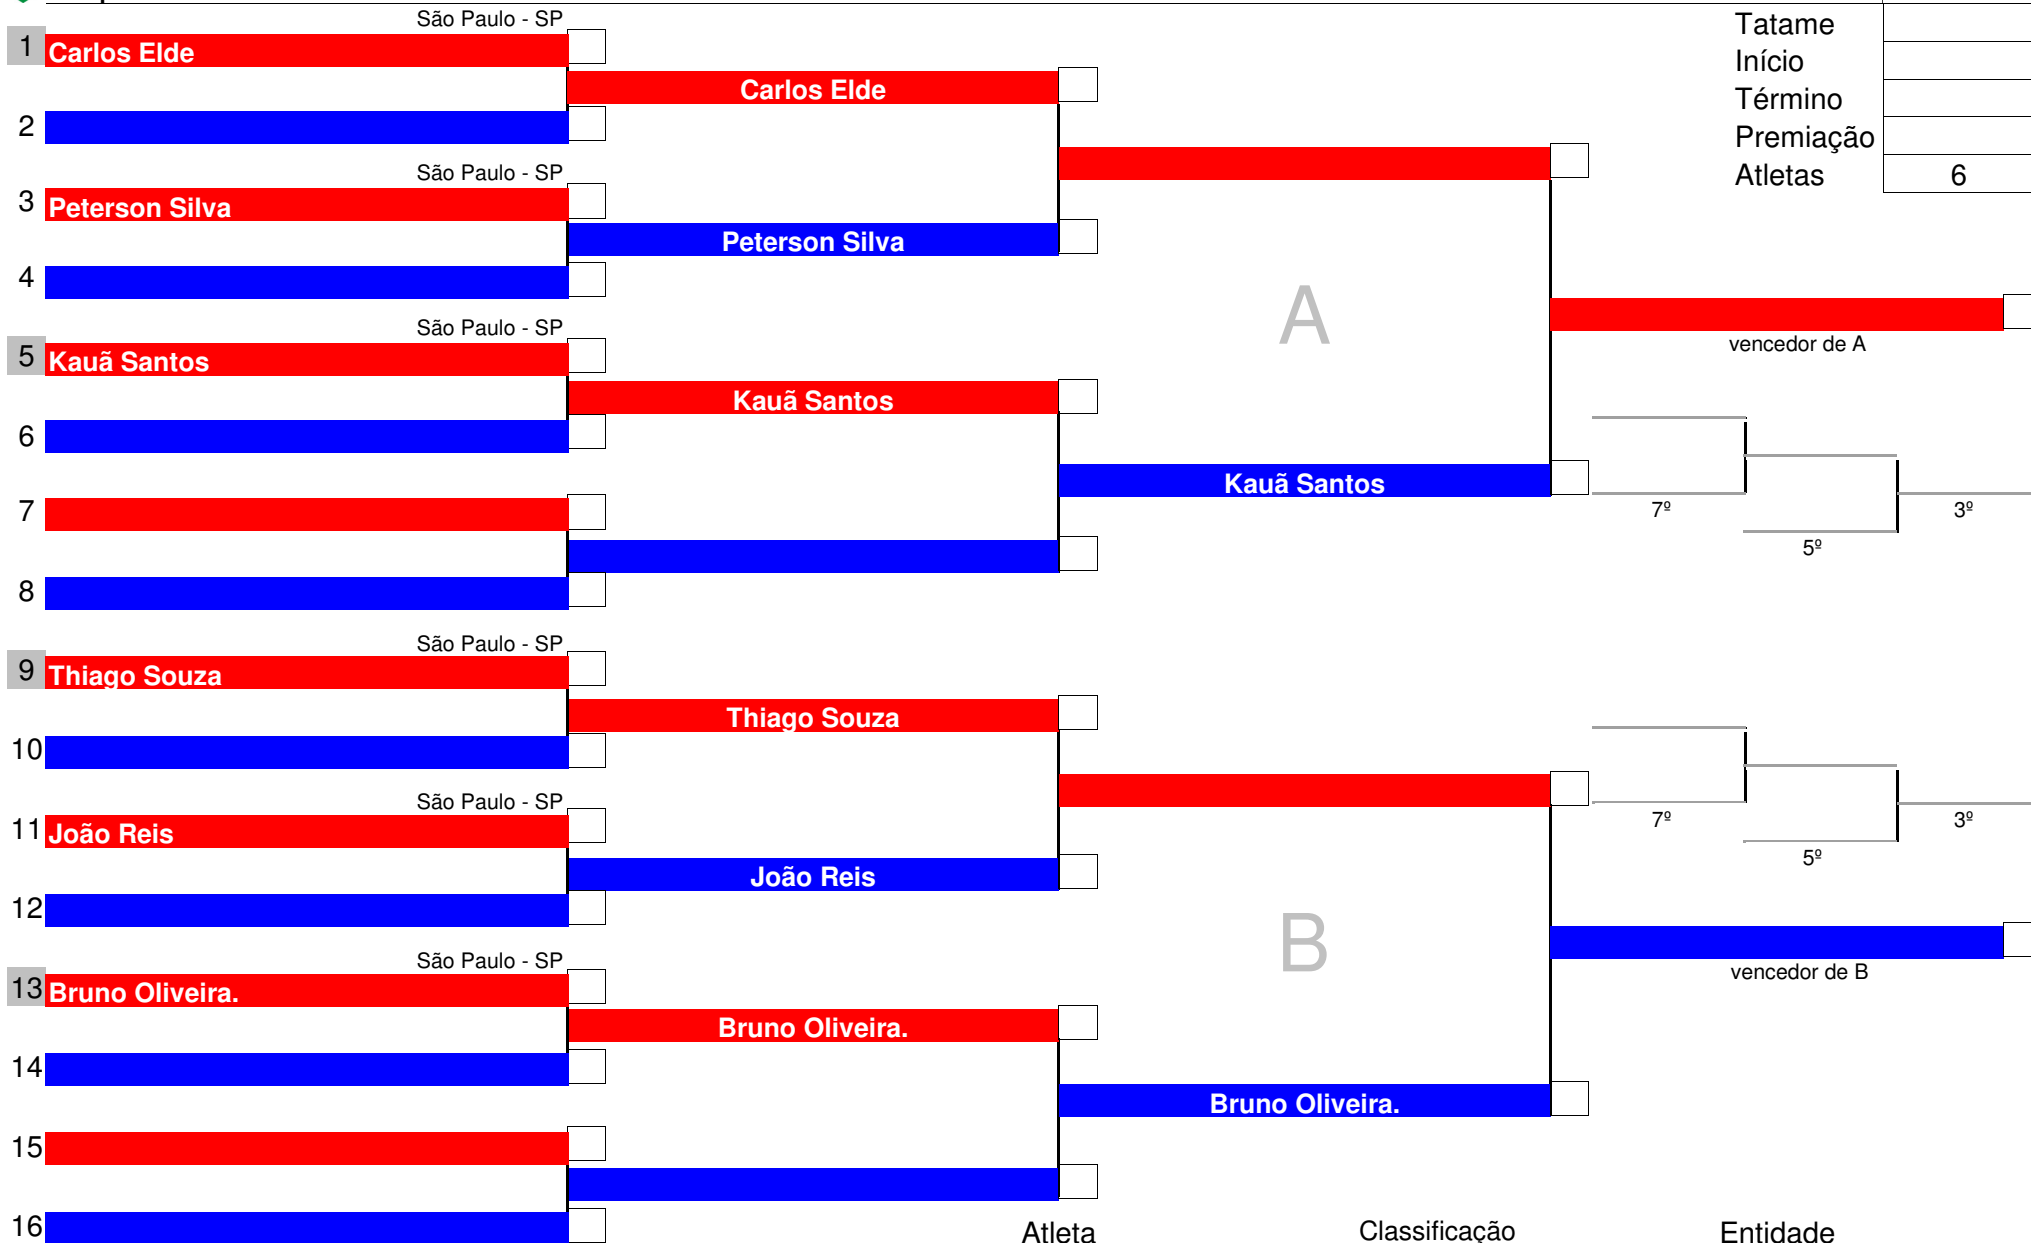 São Paulo - SP
1 Carlos Elde
Carlos Elde
2
São Paulo - SP
3 Peterson Silva
Peterson Silva
4
São Paulo - SP
5 Kauã Santos
Kauã Santos
6
Kauã Santos
7
8
São Paulo - SP
9 Thiago Souza
Thiago Souza
10
São Paulo - SP
11 João Reis
João Reis
12
São Paulo - SP
13 Bruno Oliveira.
Bruno Oliveira.
14
Bruno Oliveira.
15
16
A
B
Tatame
Início
Término
Premiação
Atletas 6
vencedor de A
7º 3º
5º
7º 3º
5º
vencedor de B
Atleta Classificação Entidade